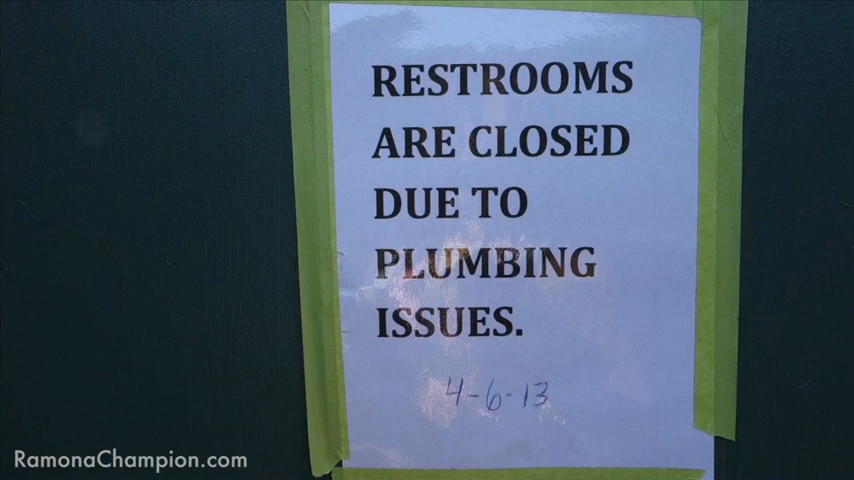 RESTROOMS
ARE CLOSED
DUE TO
PLUMBING
ISSUES.
4-6-13
RamonaChampion.com